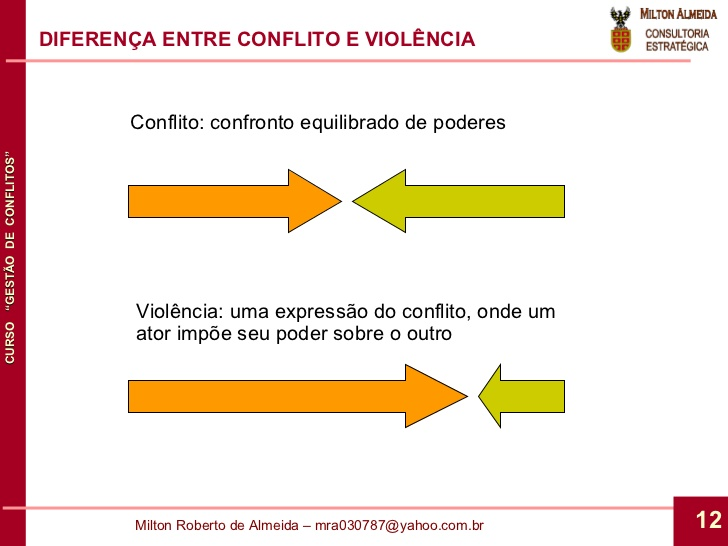 DIFERENÇA ENTRE CONFLITO E VIOLÊNCIA
MILTON ALMEIDA
CONSULTORIA
ESTRATÉGICA
CURSO “GESTÃO DE CONFLITOS”
Conflito: confronto equilibrado de poderes
Violência: uma expressão do conflito, onde um
ator impõe seu poder sobre o outro
Milton Roberto de Almeida – mra030787@yahoo.com.br
12